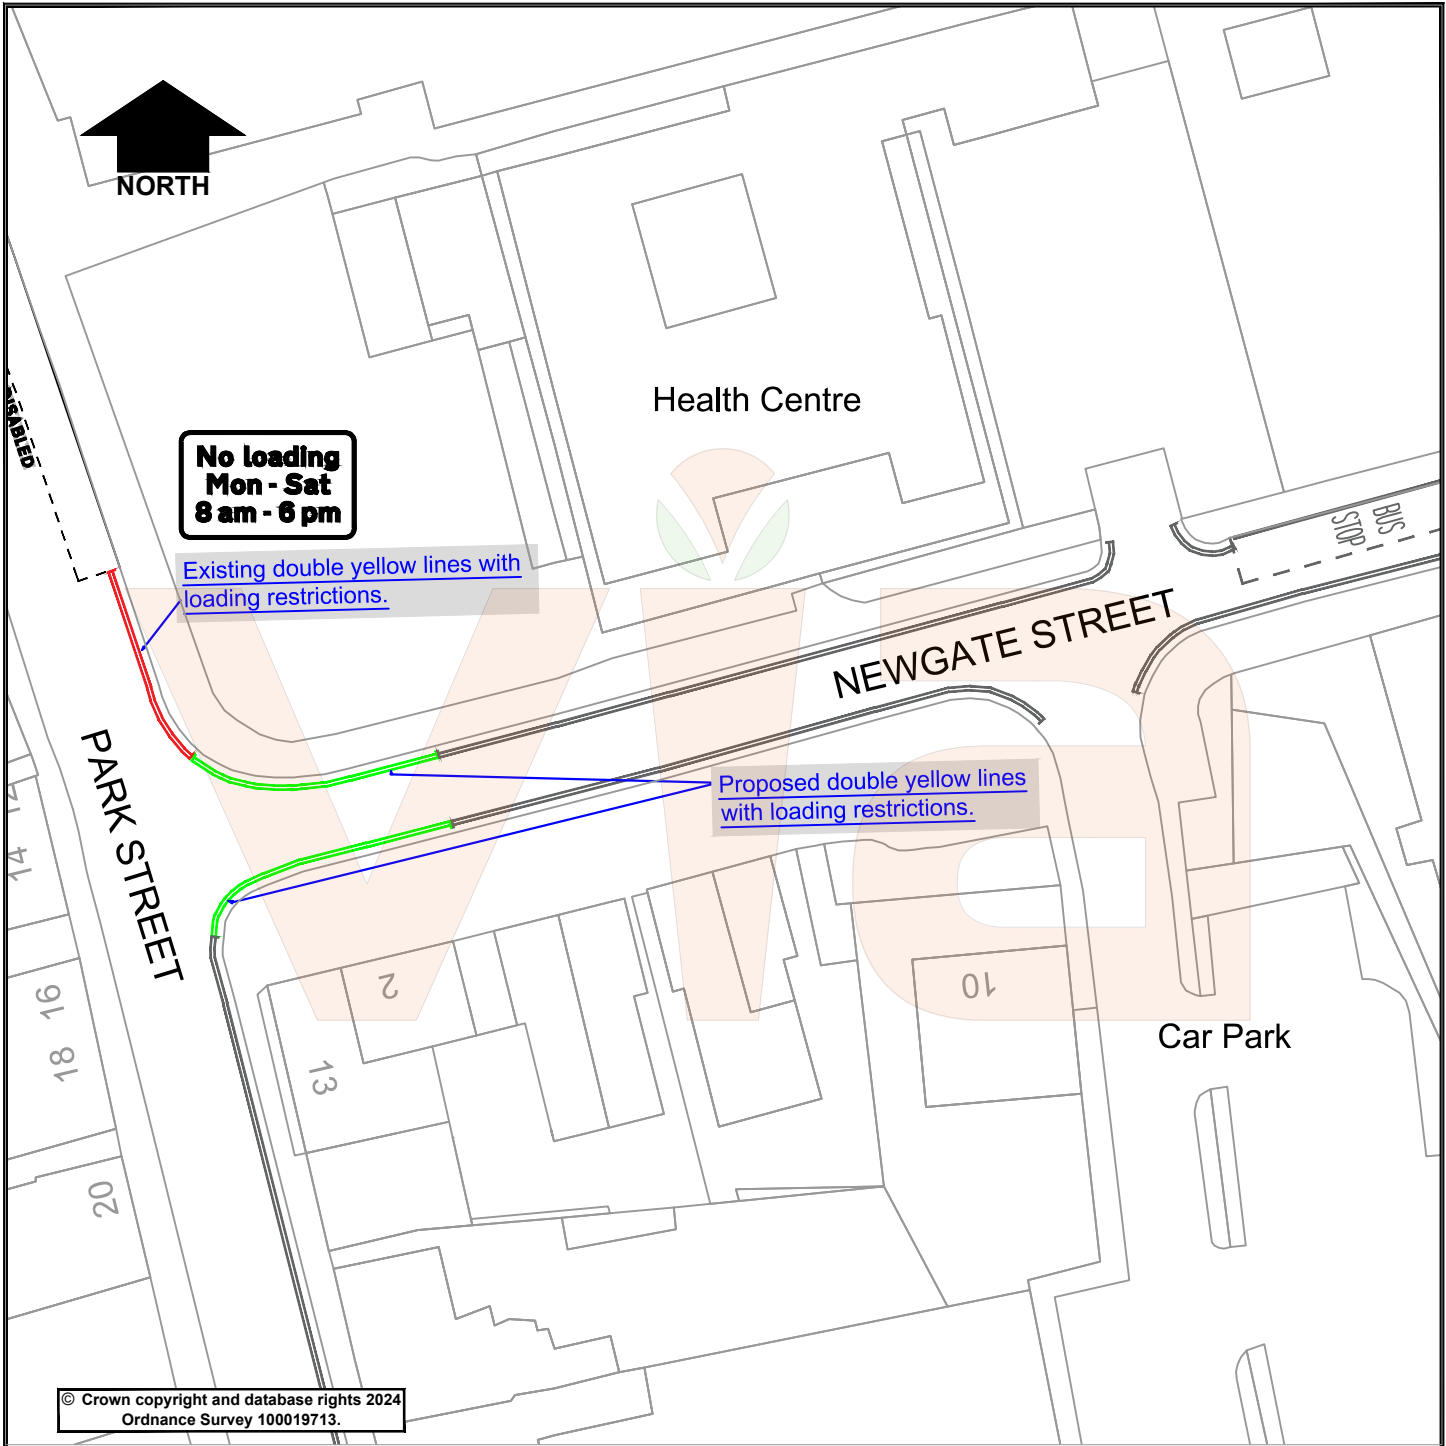 NORTH
DISABLED
Health Centre
No loading
Mon - Sat
8 am - 6 pm
BUS
STOP
Existing double yellow lines with
loading restrictions.
NEWGATE STREET
PARK STREET
Proposed double yellow lines
with loading restrictions.
14
2
10
16
18
13
Car Park
20
© Crown copyright and database rights 2024
Ordnance Survey 100019713.
via